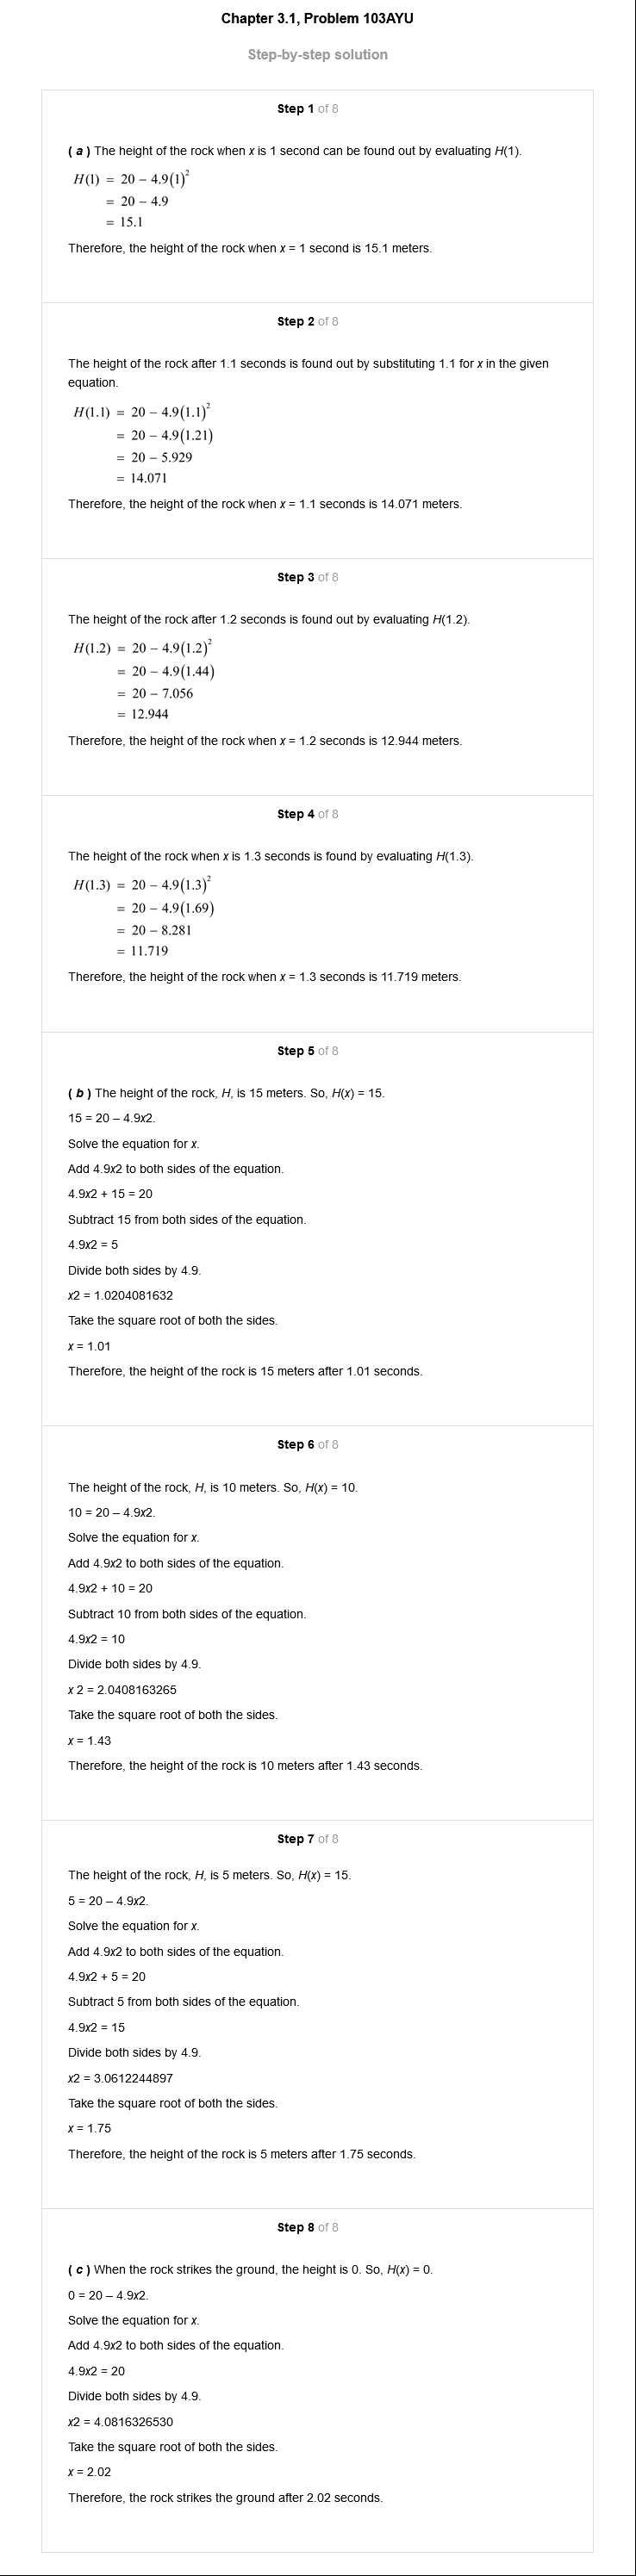 Chapter 3.1, Problem 103AYU
Step-by-step solution
Step 1 of 8
( a ) The height of the rock when x is 1 second can be found out by evaluating H(1).
H(1) = 20 − 4.9(1)²
= 20 − 4.9
= 15.1
Therefore, the height of the rock when x = 1 second is 15.1 meters.
Step 2 of 8
The height of the rock after 1.1 seconds is found out by substituting 1.1 for x in the given
equation.
H(1.1) = 20 − 4.9(1.1)²
= 20 − 4.9(1.21)
= 20 − 5.929
= 14.071
Therefore, the height of the rock when x = 1.1 seconds is 14.071 meters.
Step 3 of 8
The height of the rock after 1.2 seconds is found out by evaluating H(1.2).
H(1.2) = 20 − 4.9(1.2)²
= 20 − 4.9(1.44)
= 20 − 7.056
= 12.944
Therefore, the height of the rock when x = 1.2 seconds is 12.944 meters.
Step 4 of 8
The height of the rock when x is 1.3 seconds is found by evaluating H(1.3).
H(1.3) = 20 − 4.9(1.3)²
= 20 − 4.9(1.69)
= 20 − 8.281
= 11.719
Therefore, the height of the rock when x = 1.3 seconds is 11.719 meters.
Step 5 of 8
( b ) The height of the rock, H, is 15 meters. So, H(x) = 15.
15 = 20 – 4.9x2.
Solve the equation for x.
Add 4.9x2 to both sides of the equation.
4.9x2 + 15 = 20
Subtract 15 from both sides of the equation.
4.9x2 = 5
Divide both sides by 4.9.
x2 = 1.0204081632
Take the square root of both the sides.
x = 1.01
Therefore, the height of the rock is 15 meters after 1.01 seconds.
Step 6 of 8
The height of the rock, H, is 10 meters. So, H(x) = 10.
10 = 20 – 4.9x2.
Solve the equation for x.
Add 4.9x2 to both sides of the equation.
4.9x2 + 10 = 20
Subtract 10 from both sides of the equation.
4.9x2 = 10
Divide both sides by 4.9.
x 2 = 2.0408163265
Take the square root of both the sides.
x = 1.43
Therefore, the height of the rock is 10 meters after 1.43 seconds.
Step 7 of 8
The height of the rock, H, is 5 meters. So, H(x) = 15.
5 = 20 – 4.9x2.
Solve the equation for x.
Add 4.9x2 to both sides of the equation.
4.9x2 + 5 = 20
Subtract 5 from both sides of the equation.
4.9x2 = 15
Divide both sides by 4.9.
x2 = 3.0612244897
Take the square root of both the sides.
x = 1.75
Therefore, the height of the rock is 5 meters after 1.75 seconds.
Step 8 of 8
( c ) When the rock strikes the ground, the height is 0. So, H(x) = 0.
0 = 20 – 4.9x2.
Solve the equation for x.
Add 4.9x2 to both sides of the equation.
4.9x2 = 20
Divide both sides by 4.9.
x2 = 4.0816326530
Take the square root of both the sides.
x = 2.02
Therefore, the rock strikes the ground after 2.02 seconds.